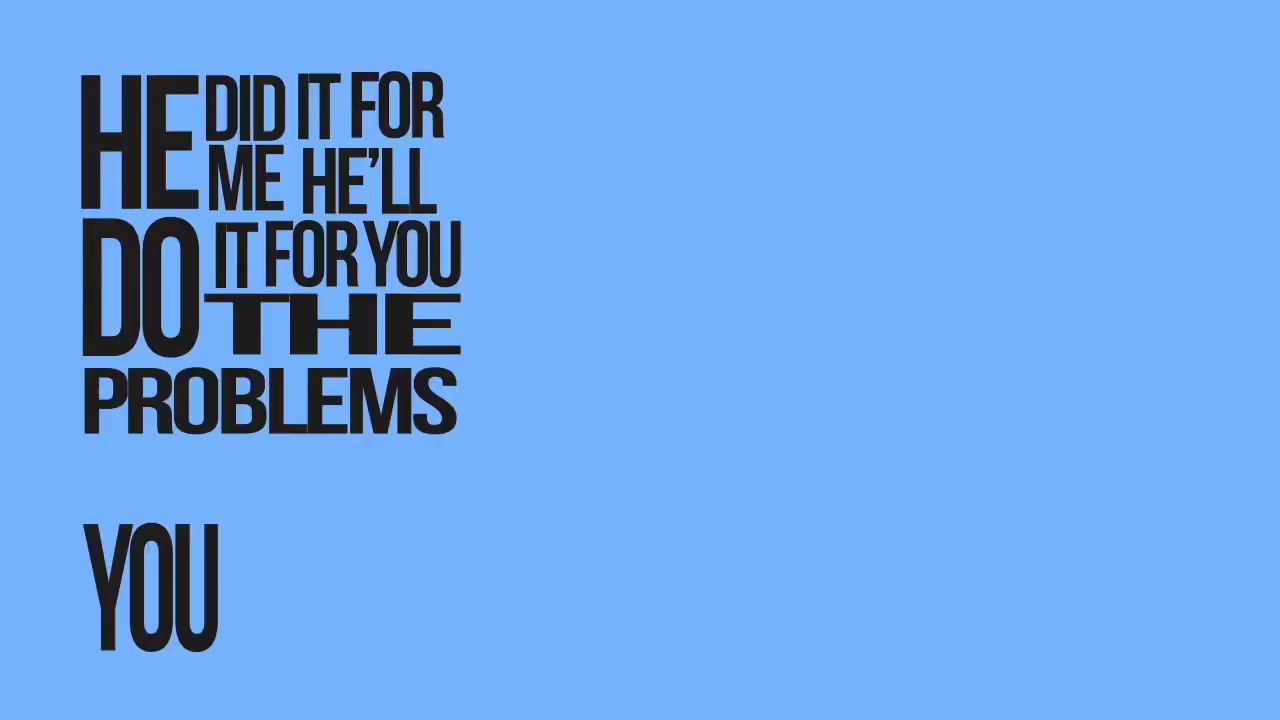 HE DID IT FOR
ME HE'LL
DO IT FOR YOU
THE
PROBLEMS
YOU